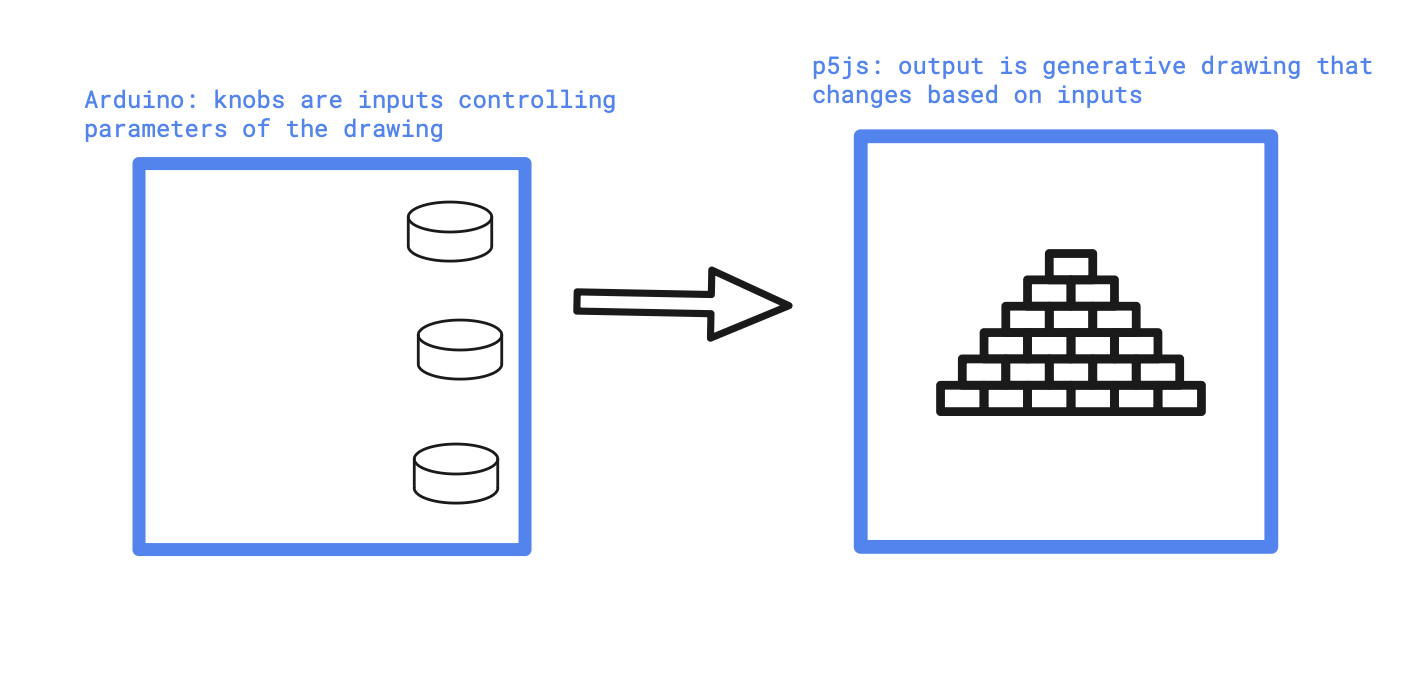 Arduino: knobs are inputs controlling
parameters of the drawing
p5js: output is generative drawing that
changes based on inputs